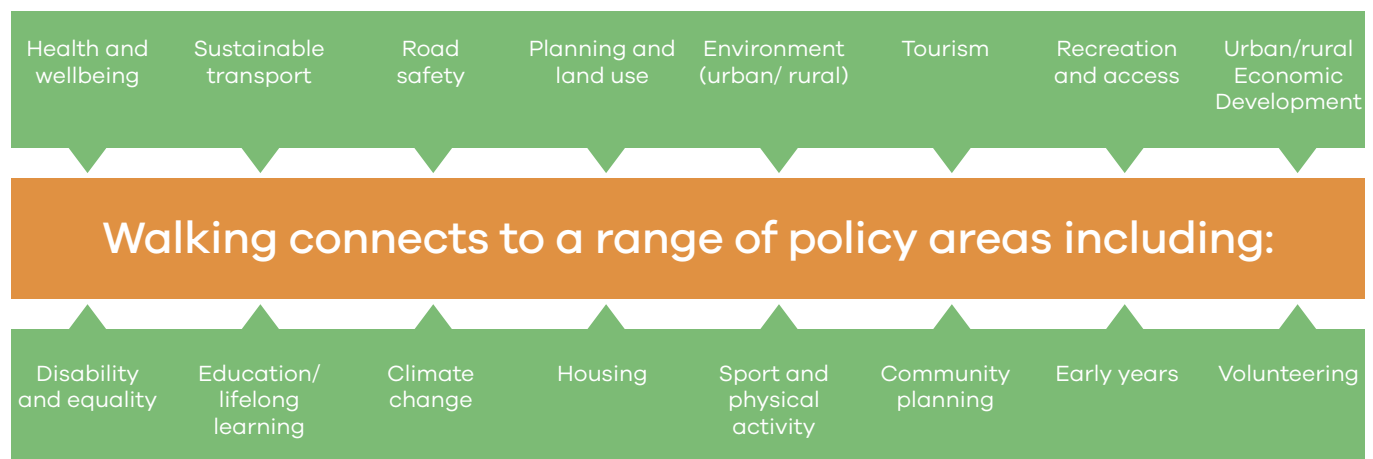 Health and
wellbeing
Sustainable
transport
Road
safety
Planning and
land use
Environment
(urban/ rural)
Tourism
Recreation
and access
Urban/rural
Economic
Development
Walking connects to a range of policy areas including:
Disability
and equality
Education/
lifelong
learning
Climate
change
Housing
Sport and
physical
activity
Community
planning
Early years
Volunteering